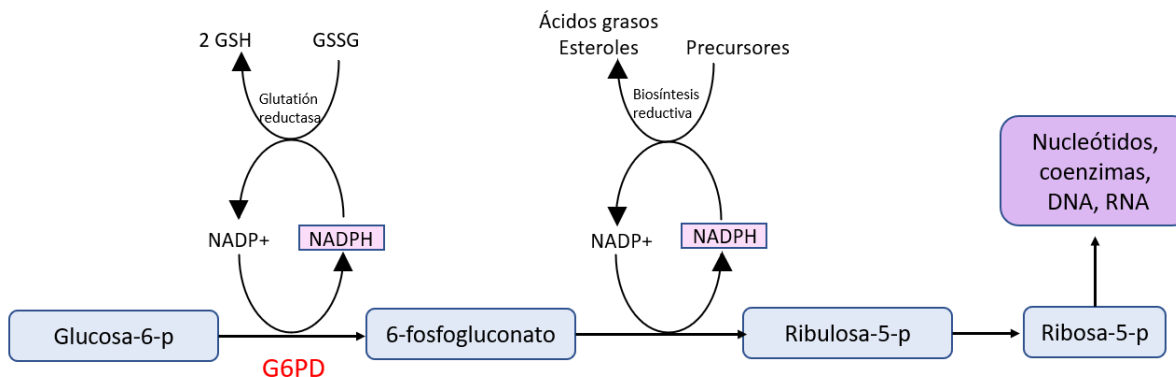 2 GSH
GSSG
Glutatión
reductasa
NADP+
NADPH
Ácidos grasos
Esteroles
Precursores
Biosíntesis
reductiva
NADP+
NADPH
Nucleótidos,
coenzimas,
DNA, RNA
Glucosa-6-p
G6PD
6-fosfogluconato
Ribulosa-5-p
Ribosa-5-p